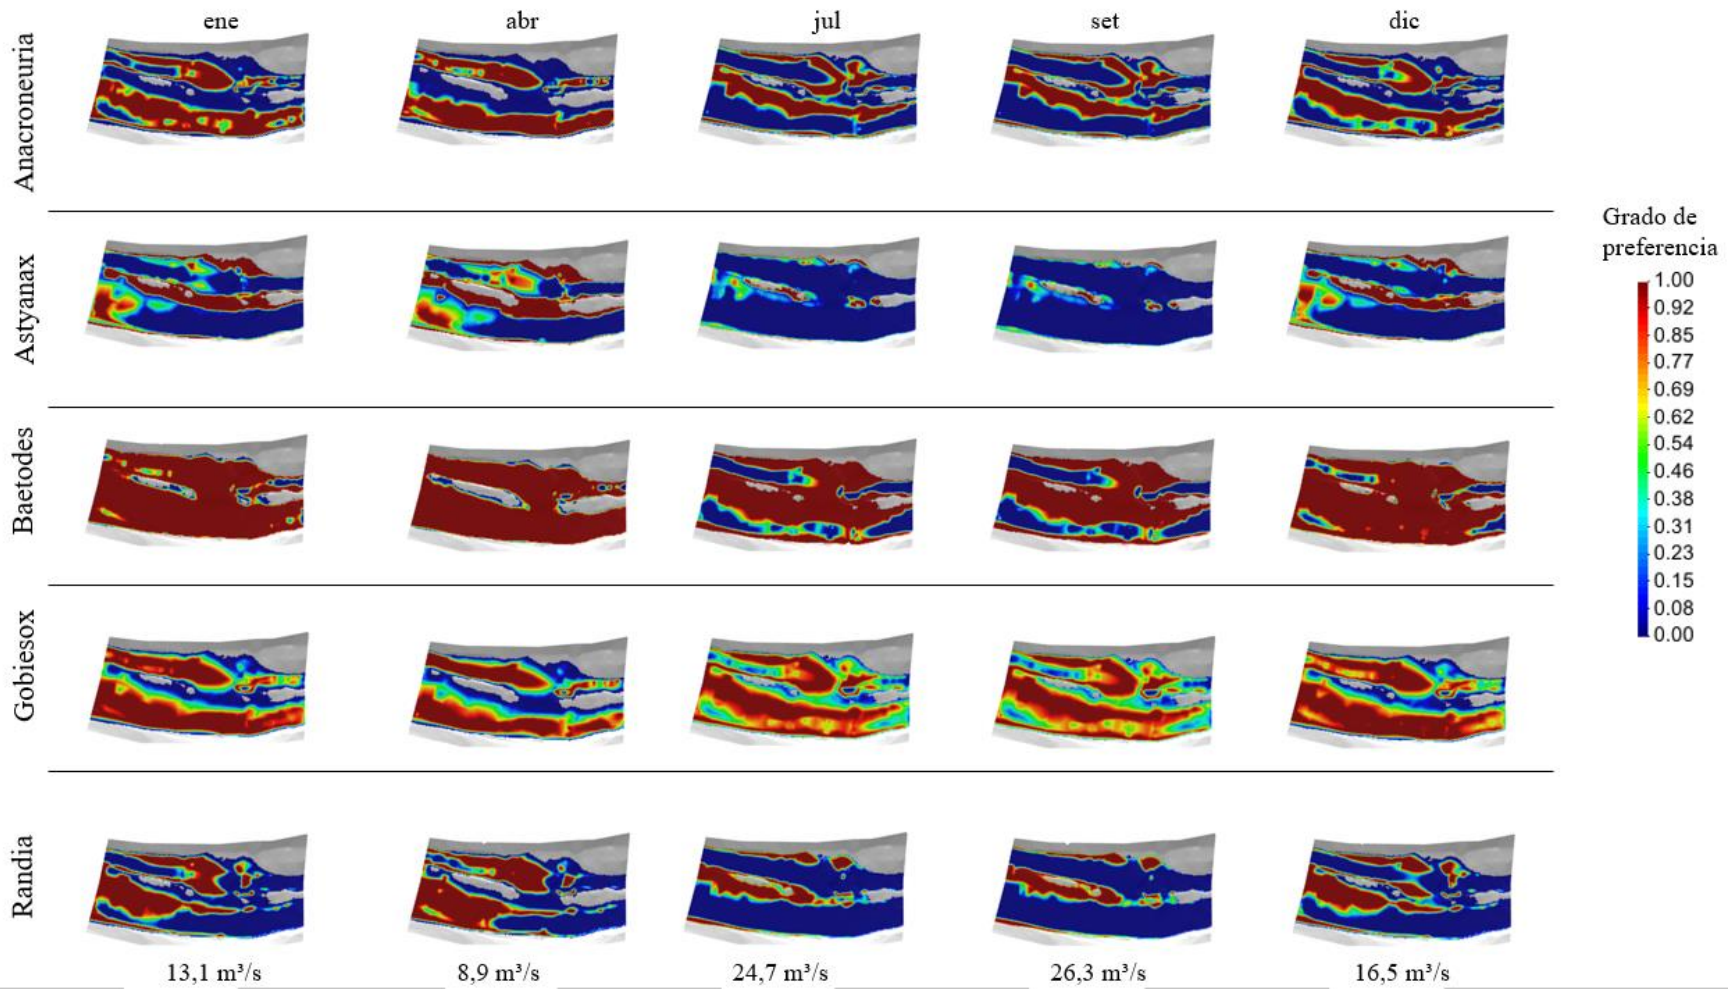 ene
abr
jul
set
dic
Anacroneuria
Astyanax
Baetodes
Gobiesox
Randia
Grado de
preferencia
1.00
0.92
0.85
0.77
0.69
0.62
0.54
0.46
0.38
0.31
0.23
0.15
0.08
0.00
13,1 m³/s
8,9 m³/s
24,7 m³/s
26,3 m³/s
16,5 m³/s